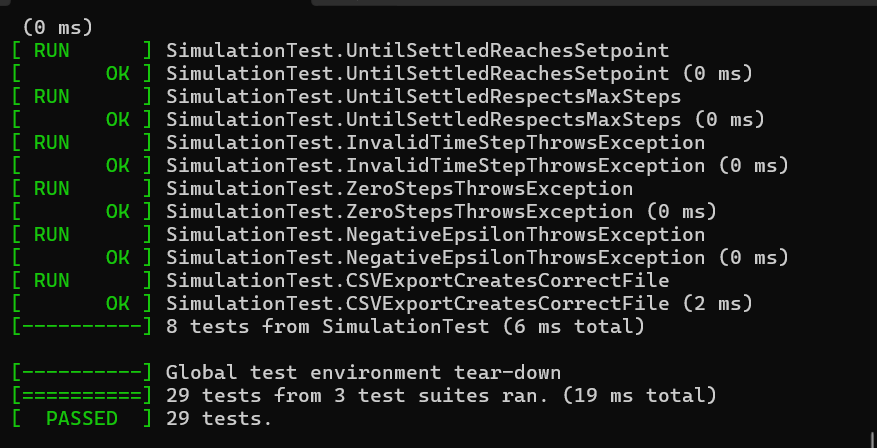 (0 ms)
[ RUN      ] SimulationTest.UntilSettledReachesSetpoint
[       OK ] SimulationTest.UntilSettledReachesSetpoint (0 ms)
[ RUN      ] SimulationTest.UntilSettledRespectsMaxSteps
[       OK ] SimulationTest.UntilSettledRespectsMaxSteps (0 ms)
[ RUN      ] SimulationTest.InvalidTimeStepThrowsException
[       OK ] SimulationTest.InvalidTimeStepThrowsException (0 ms)
[ RUN      ] SimulationTest.ZeroStepsThrowsException
[       OK ] SimulationTest.ZeroStepsThrowsException (0 ms)
[ RUN      ] SimulationTest.NegativeEpsilonThrowsException
[       OK ] SimulationTest.NegativeEpsilonThrowsException (0 ms)
[ RUN      ] SimulationTest.CSVExportCreatesCorrectFile
[       OK ] SimulationTest.CSVExportCreatesCorrectFile (2 ms)
[----------] 8 tests from SimulationTest (6 ms total)
[----------] Global test environment tear-down
[==========] 29 tests from 3 test suites ran. (19 ms total)
[  PASSED  ] 29 tests.